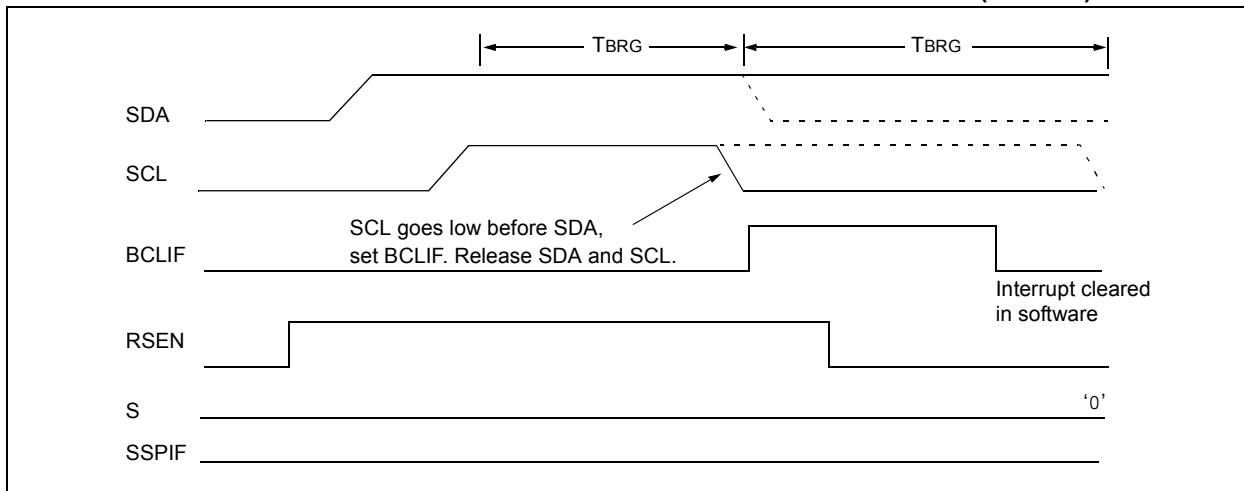 TBRG
TBRG
SDA
SCL
SCL goes low before SDA,
set BCLIF. Release SDA and SCL.
BCLIF
Interrupt cleared
in software
RSEN
S
‘0’
SSPIF